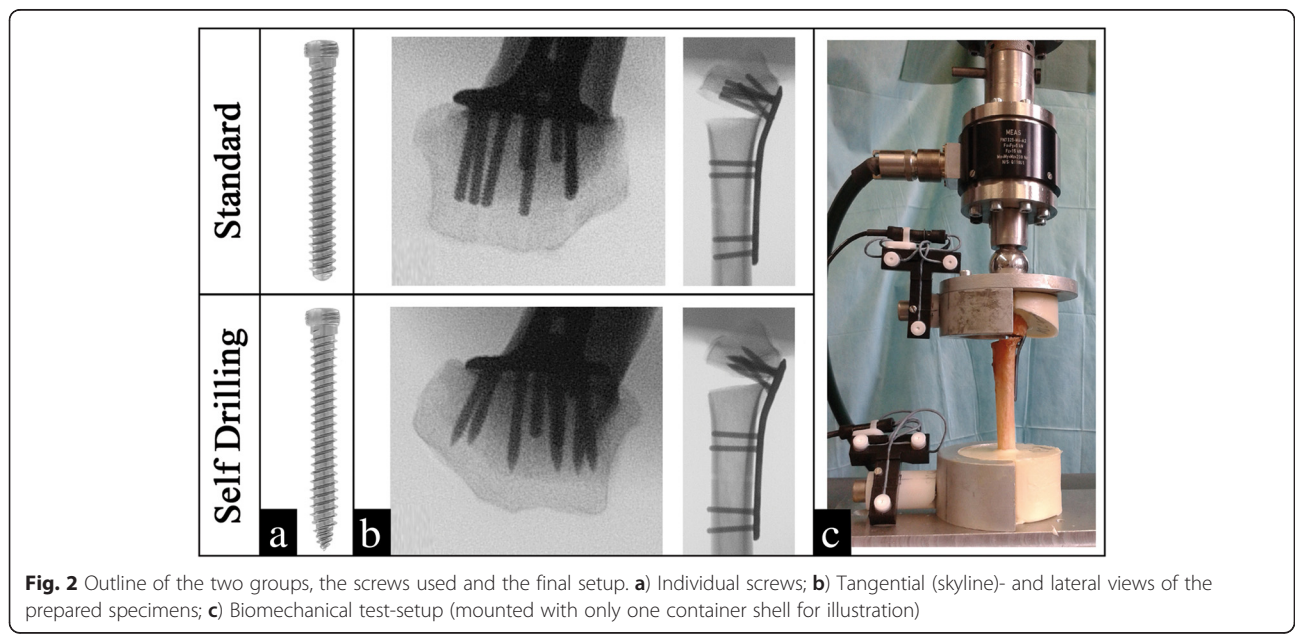 Standard
Self Drilling
a
b
c
MEAS
Fig. 2 Outline of the two groups, the screws used and the final setup. a) Individual screws; b) Tangential (skyline)- and lateral views of the
prepared specimens; c) Biomechanical test-setup (mounted with only one container shell for illustration)